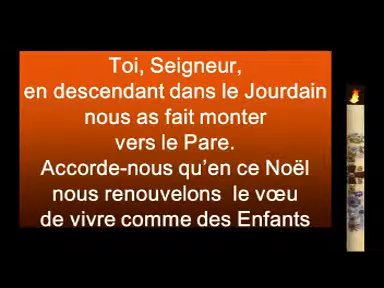 Toi, Seigneur,
en descendant dans le Jourdain
nous as fait monter
vers le Pare.
Accorde-nous qu'en ce Noël
nous renouvelons le vœu
de vivre comme des Enfants